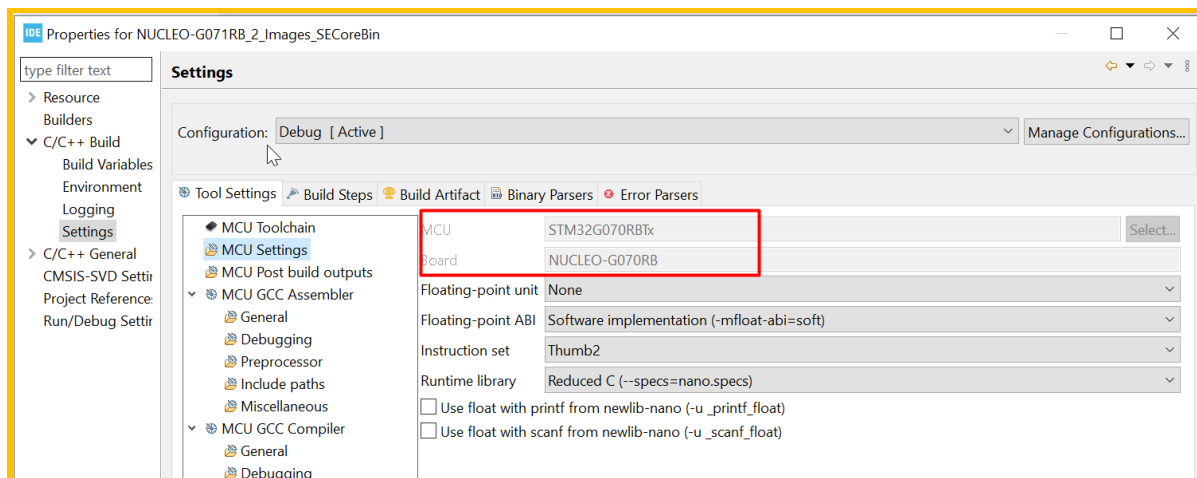 IDE Properties for NUCLEO-G071RB_2_Images_SECoreBin
type filter text
Settings
Resource
Builders
C/C++ Build
Build Variables
Environment
Logging
Settings
C/C++ General
CMSIS-SVD Settir
Project Reference:
Run/Debug Settir
Configuration: Debug [ Active ]
Manage Configurations...
Tool Settings Build Steps Build Artifact Binary Parsers Error Parsers
MCU Toolchain
MCU Settings
MCU Post build outputs
MCU GCC Assembler
General
Debugging
Preprocessor
Include paths
Miscellaneous
MCU GCC Compiler
General
Debugging
MCU STM32G070RBTx Select...
Board NUCLEO-G070RB
Floating-point unit None
Floating-point ABI Software implementation (-mfloat-abi=soft)
Instruction set Thumb2
Runtime library Reduced C (--specs=nano.specs)
Use float with printf from newlib-nano (-u _printf_float)
Use float with scanf from newlib-nano (-u _scanf_float)